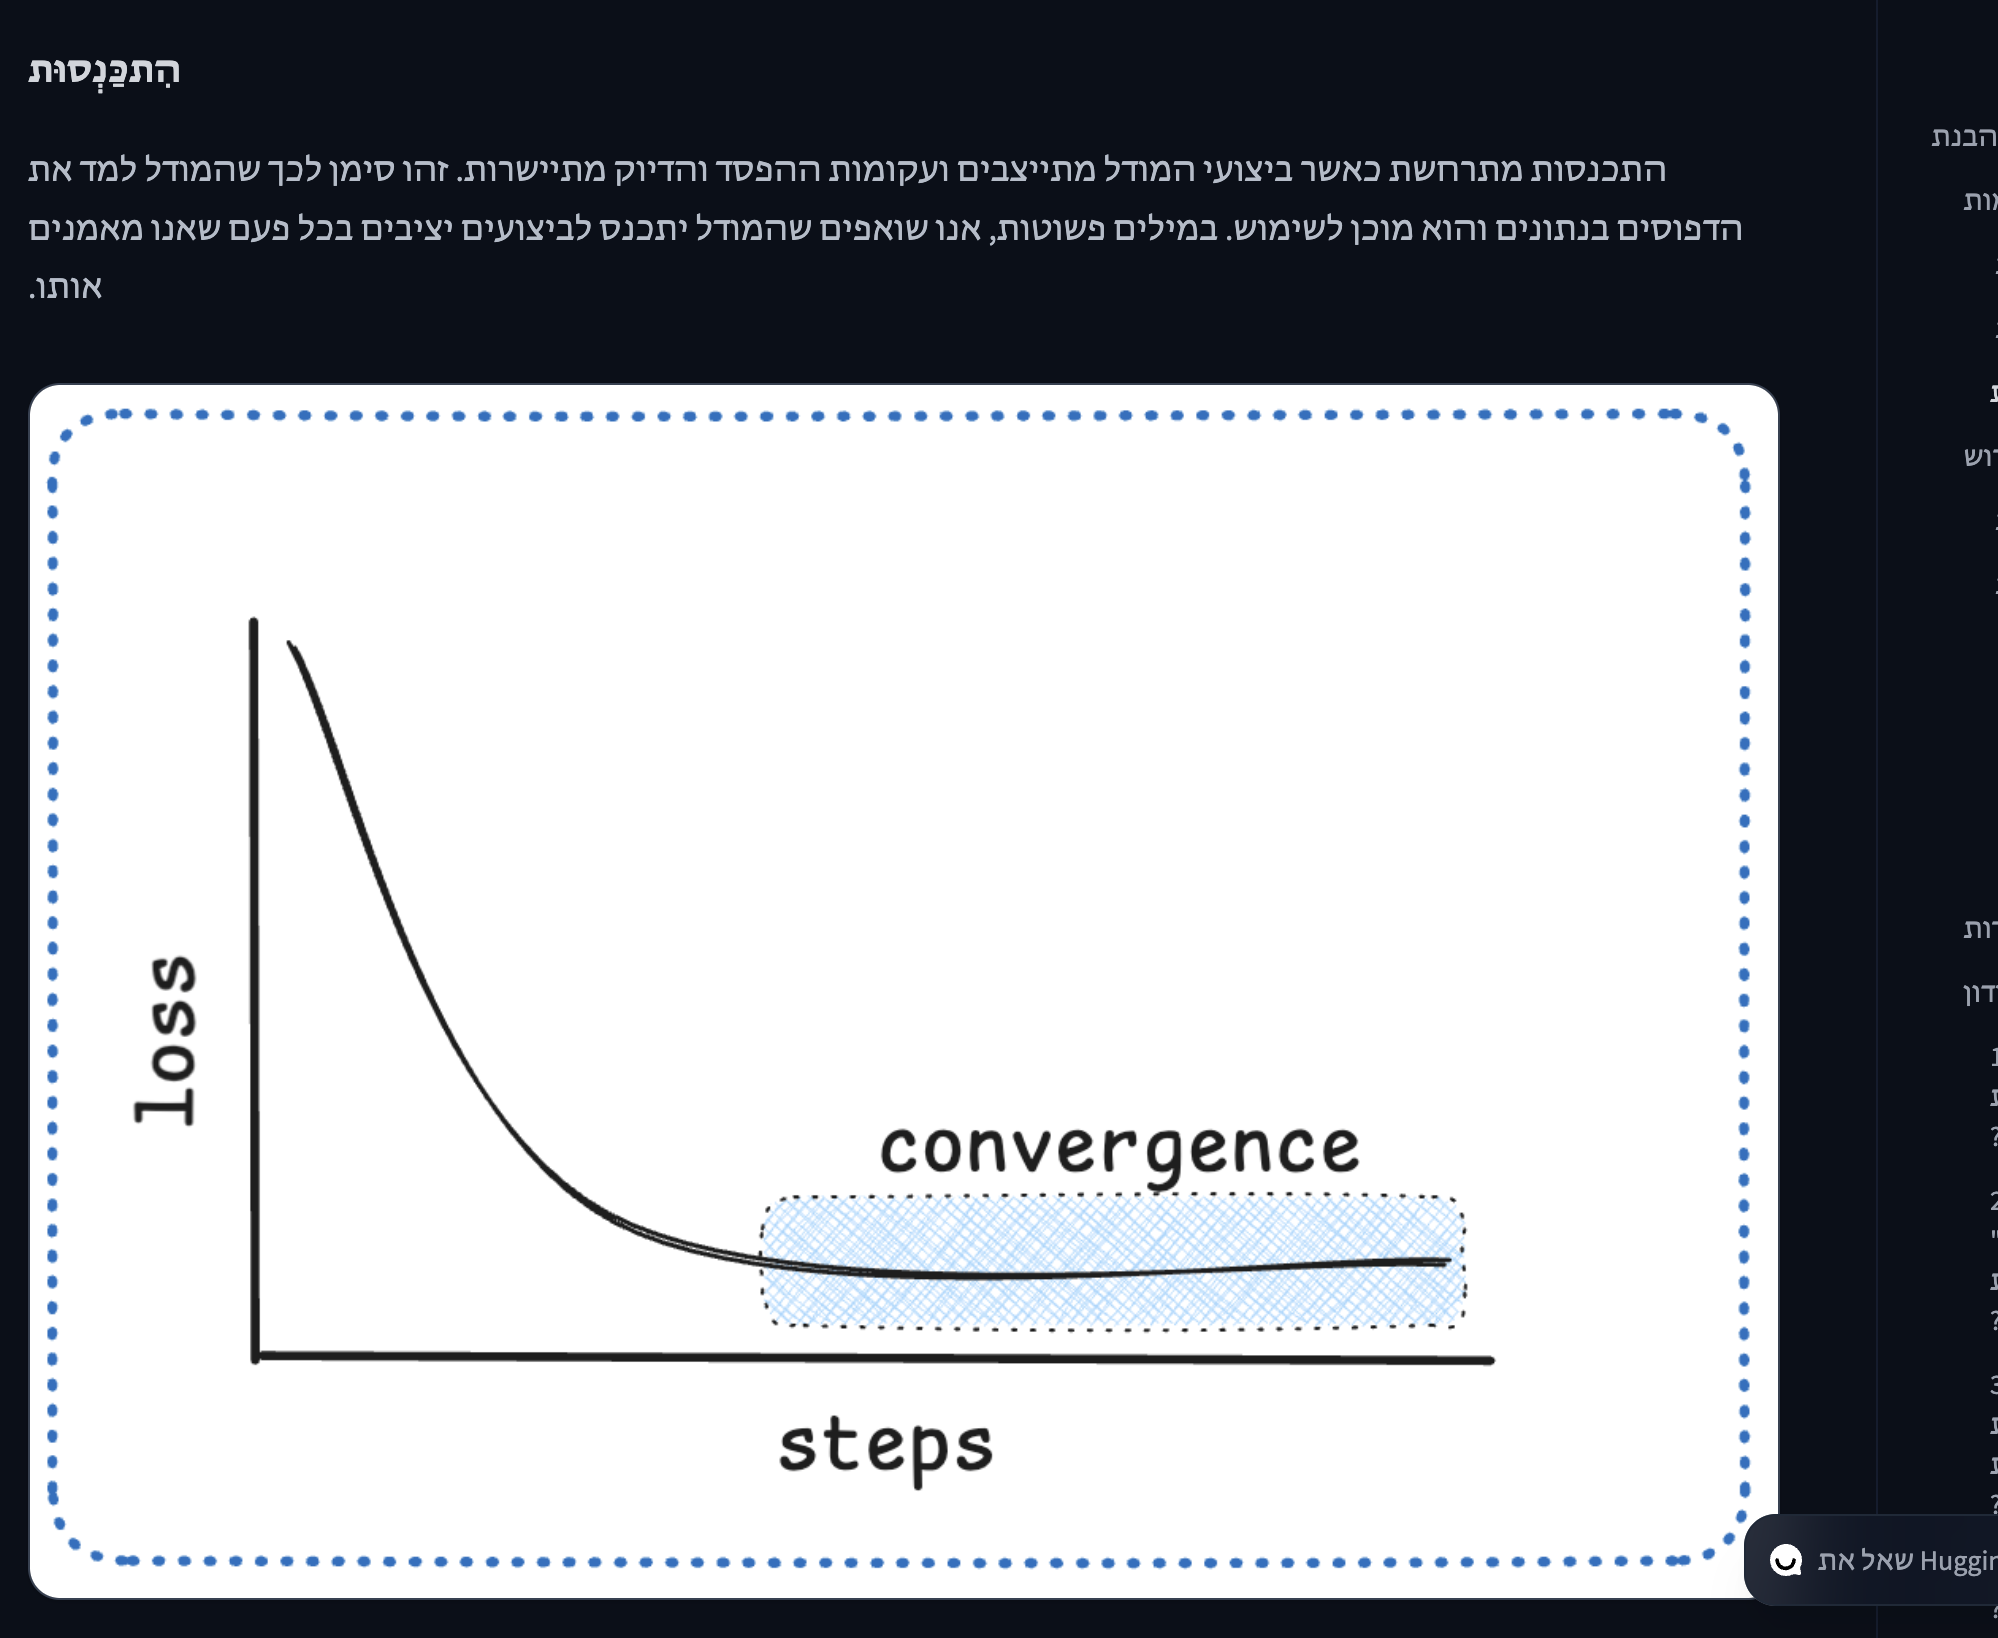 הִתכַּנְסוּת
התכנסות מתרחשת כאשר ביצועי המודל מתייצבים ועקומות ההפסד והדיוק מתיישרות. זהו סימן לכך שהמודל למד את
הדפוסים בנתונים והוא מוכן לשימוש. במילים פשוטות, אנו שואפים שהמודל יתכנס לביצועים יציבים בכל פעם שאנו מאמנים
אותו.
loss
convergence
steps
הבנת
שאל את